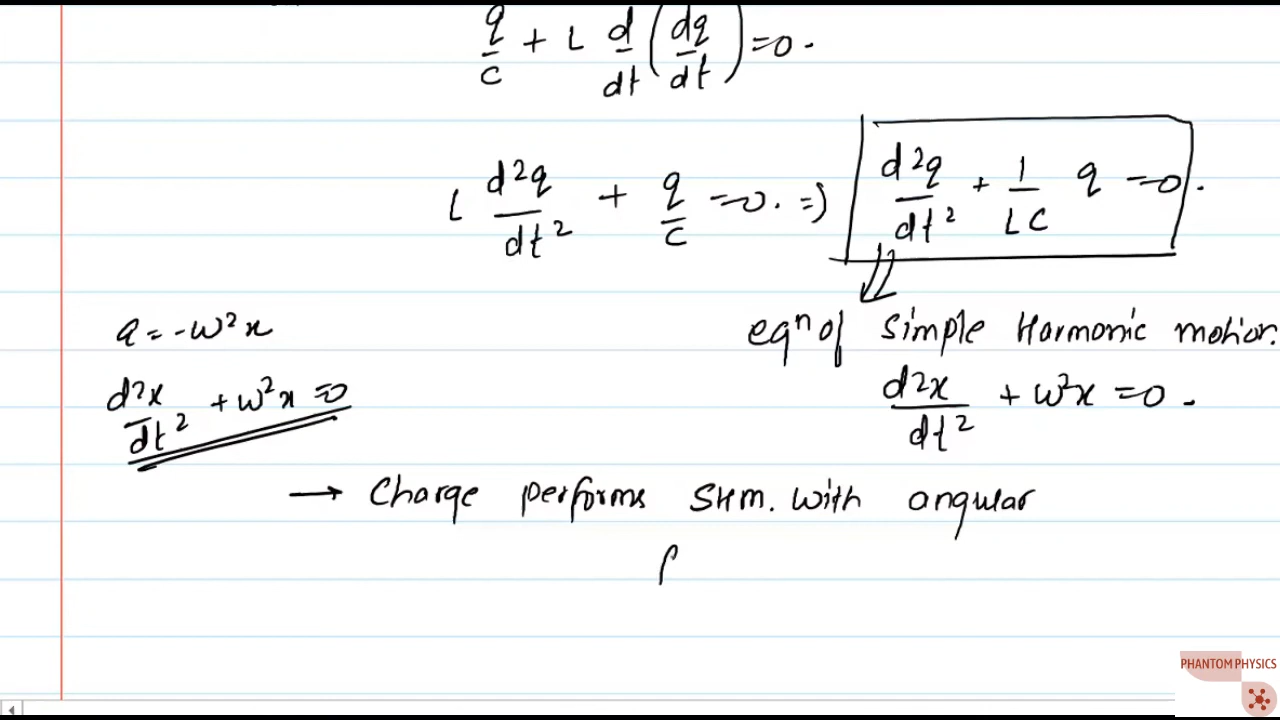 q/c + L d/dt (dq/dt) = 0.
L d²q/dt² + q/c = 0. ⇒ d²q/dt² + 1/LC q = 0.
a = -ω²x
eqⁿ of simple Harmonic motion.
d²x/dt² + ω²x = 0
d²x/dt² + ω²x = 0.
→ Charge performs SHM. with angular
PHANTOM PHYSICS